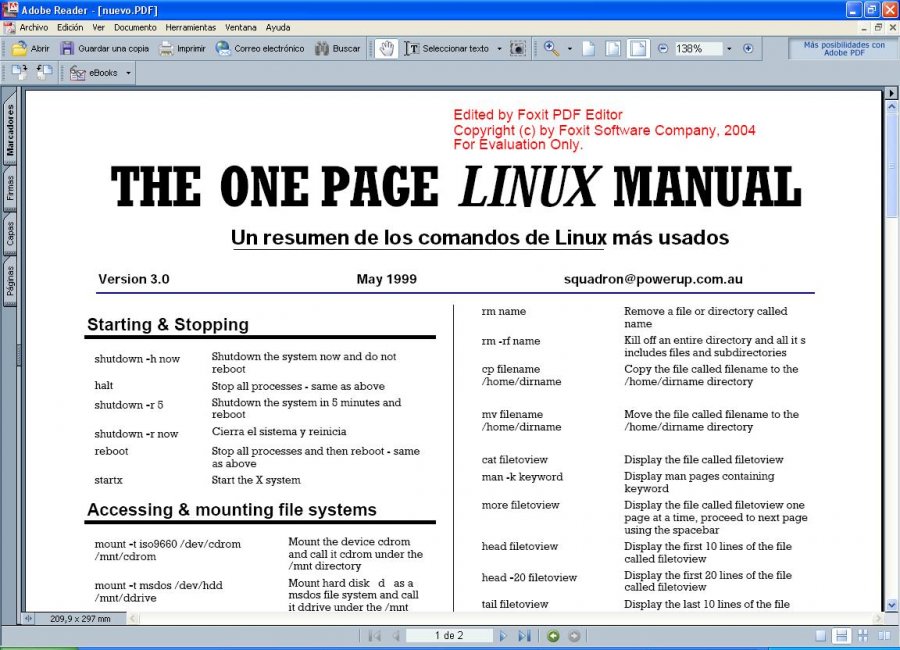 Adobe Reader - [nuevo.PDF]
Archivo Edición Ver Documento Herramientas Ventana Ayuda
Abrir Guardar una copia Imprimir Correo electrónico Buscar Seleccionar texto 138% Más posibilidades con
Adobe PDF
eBooks
Marcadores
Firmas
Capas
Páginas
Edited by Foxit PDF Editor
Copyright (c) by Foxit Software Company, 2004
For Evaluation Only.
THE ONE PAGE LINUX MANUAL
Un resumen de los comandos de Linux más usados
Version 3.0 May 1999 squadron@powerup.com.au
Starting & Stopping
shutdown -h now Shutdown the system now and do not
reboot
halt Stop all processes - same as above
shutdown -r 5 Shutdown the system in 5 minutes and
reboot
shutdown -r now Cierra el sistema y reinicia
reboot Stop all processes and then reboot - same
as above
startx Start the X system
Accessing & mounting file systems
mount -t iso9660 /dev/cdrom Mount the device cdrom
/mnt/cdrom and call it cdrom under the
/mnt directory
mount -t msdos /dev/hdd Mount hard disk d as a
/mnt/ddrive msdos file system and call
it ddrive under the /mnt
rm name Remove a file or directory called
name
rm -rf name Kill off an entire directory and all it s
includes files and subdirectories
cp filename Copy the file called filename to the
/home/dirname /home/dirname directory
mv filename Move the file called filename to the
/home/dirname /home/dirname directory
cat filetoview Display the file called filetoview
man -k keyword Display man pages containing
keyword
more filetoview Display the file called filetoview one
page at a time, proceed to next page
using the spacebar
head filetoview Display the first 10 lines of the file
called filetoview
head -20 filetoview Display the first 20 lines of the file
called filetoview
tail filetoview Display the last 10 lines of the file
209,9 x 297 mm
1 de 2